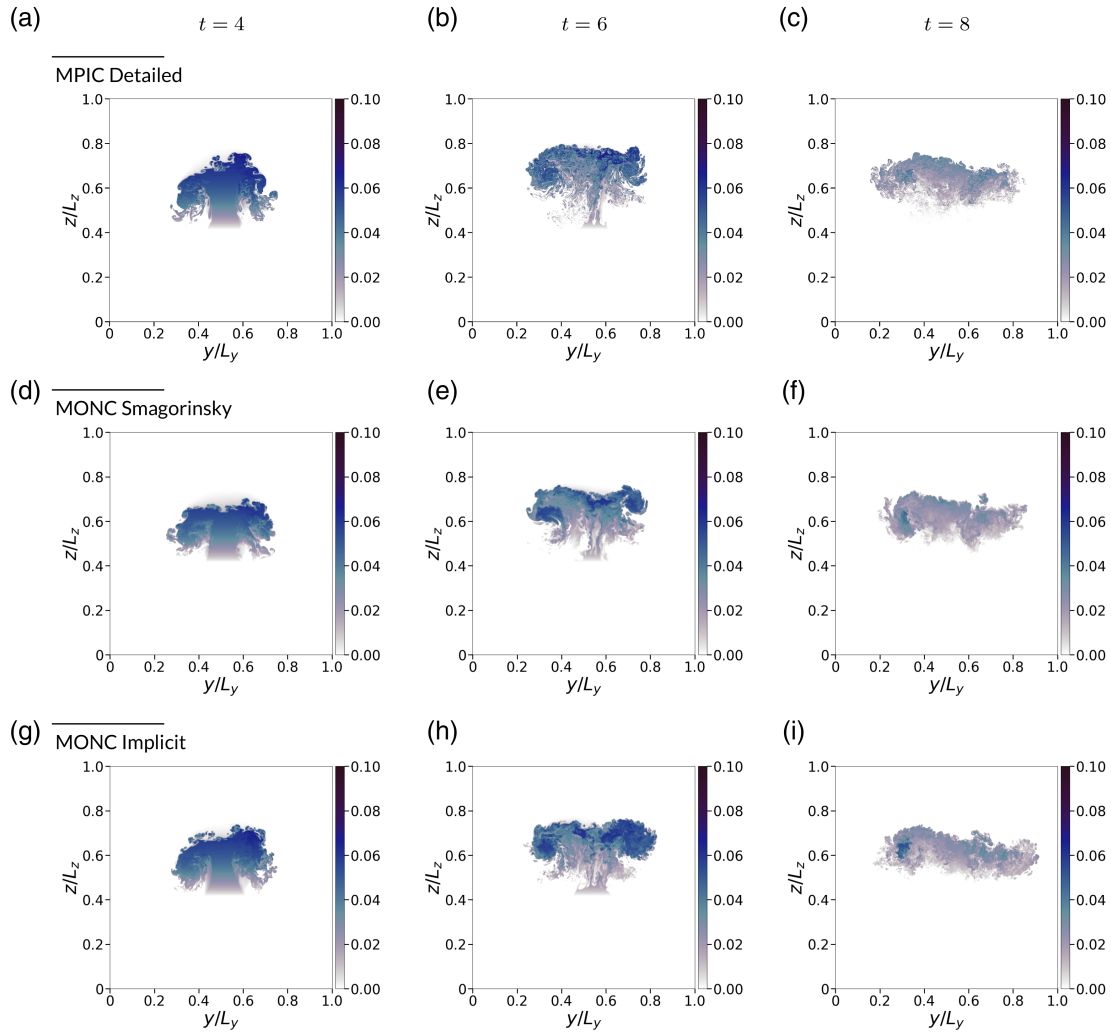 (a) t = 4 (b) t = 6 (c) t = 8
MPIC Detailed
1.0 0.10 1.0 0.10 1.0 0.10
0.8 0.08 0.8 0.08 0.8 0.08
0.6 0.06 0.6 0.06 0.6 0.06
z/L_z z/L_z z/L_z
0.4 0.04 0.4 0.04 0.4 0.04
0.2 0.02 0.2 0.02 0.2 0.02
0 0.00 0 0.00 0 0.00
0 0.2 0.4 0.6 0.8 1.0 0 0.2 0.4 0.6 0.8 1.0 0 0.2 0.4 0.6 0.8 1.0
y/L_y y/L_y y/L_y
(d) (e) (f)
MONC Smagorinsky
1.0 0.10 1.0 0.10 1.0 0.10
0.8 0.08 0.8 0.08 0.8 0.08
0.6 0.06 0.6 0.06 0.6 0.06
z/L_z z/L_z z/L_z
0.4 0.04 0.4 0.04 0.4 0.04
0.2 0.02 0.2 0.02 0.2 0.02
0 0.00 0 0.00 0 0.00
0 0.2 0.4 0.6 0.8 1.0 0 0.2 0.4 0.6 0.8 1.0 0 0.2 0.4 0.6 0.8 1.0
y/L_y y/L_y y/L_y
(g) (h) (i)
MONC Implicit
1.0 0.10 1.0 0.10 1.0 0.10
0.8 0.08 0.8 0.08 0.8 0.08
0.6 0.06 0.6 0.06 0.6 0.06
z/L_z z/L_z z/L_z
0.4 0.04 0.4 0.04 0.4 0.04
0.2 0.02 0.2 0.02 0.2 0.02
0 0.00 0 0.00 0 0.00
0 0.2 0.4 0.6 0.8 1.0 0 0.2 0.4 0.6 0.8 1.0 0 0.2 0.4 0.6 0.8 1.0
y/L_y y/L_y y/L_y